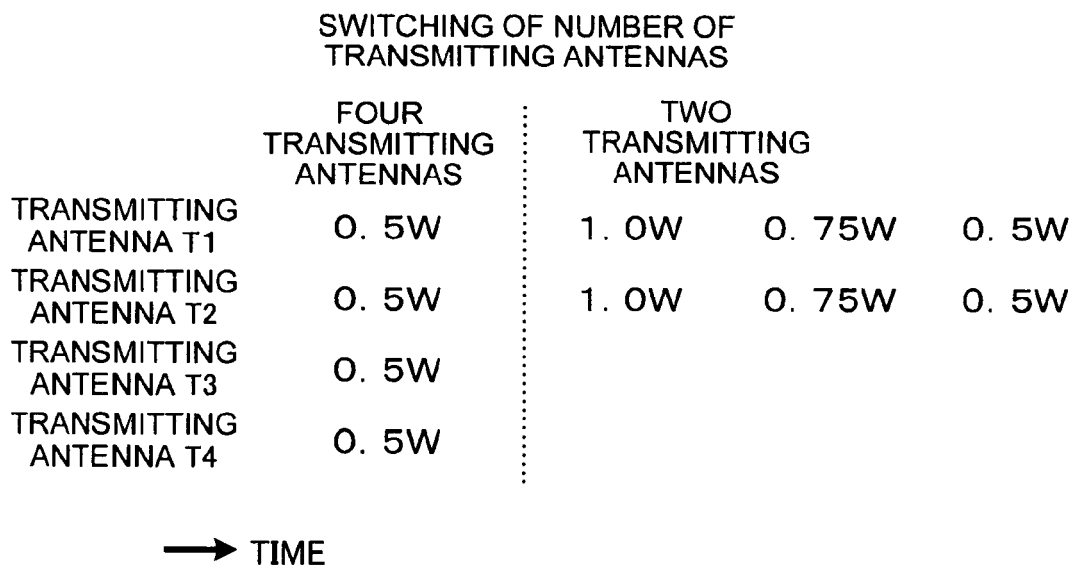 SWITCHING OF NUMBER OF
TRANSMITTING ANTENNAS
FOUR
TRANSMITTING
ANTENNAS
TWO
TRANSMITTING
ANTENNAS
TRANSMITTING
ANTENNA T1
0. 5W 1. 0W 0. 75W 0. 5W
TRANSMITTING
ANTENNA T2
0. 5W 1. 0W 0. 75W 0. 5W
TRANSMITTING
ANTENNA T3
0. 5W
TRANSMITTING
ANTENNA T4
0. 5W
TIME